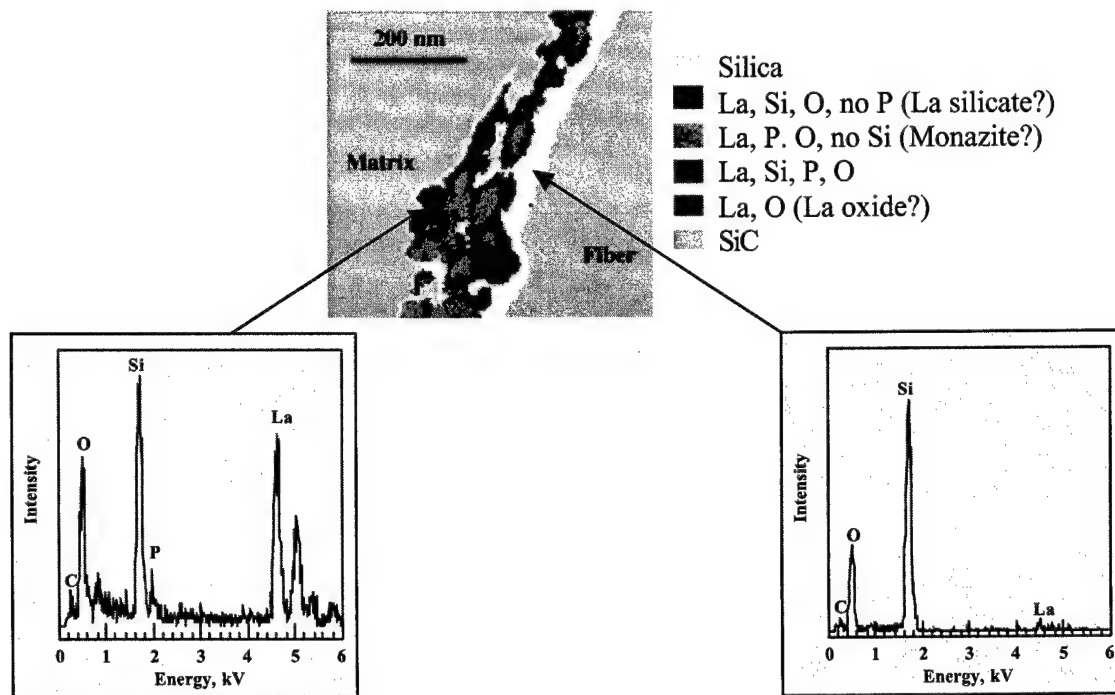 200 nm
Matrix
Fiber
Silica
La, Si, O, no P (La silicate?)
La, P. O, no Si (Monazite?)
La, Si, P, O
La, O (La oxide?)
SiC
Si
La
O
P
C
Intensity
0 1 2 3 4 5 6
Energy, kV
Si
O
C
La
Intensity
0 1 2 3 4 5 6
Energy, kV